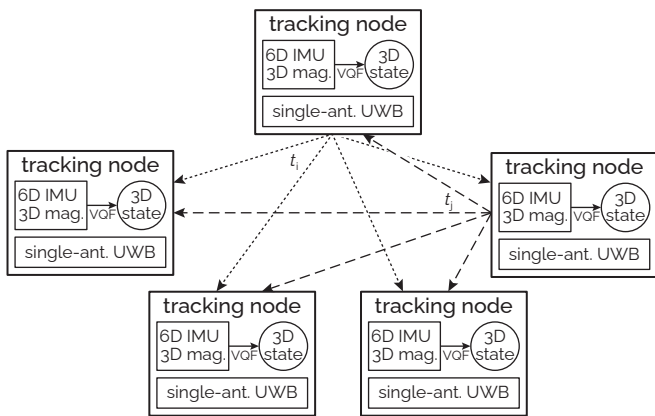 tracking node
6D IMU
3D mag.
VQF
3D
state
single-ant. UWB
t_i
tracking node
6D IMU
3D mag.
VQF
3D
state
single-ant. UWB
tracking node
6D IMU
3D mag.
VQF
3D
state
single-ant. UWB
t_j
tracking node
6D IMU
3D mag.
VQF
3D
state
single-ant. UWB
tracking node
6D IMU
3D mag.
VQF
3D
state
single-ant. UWB